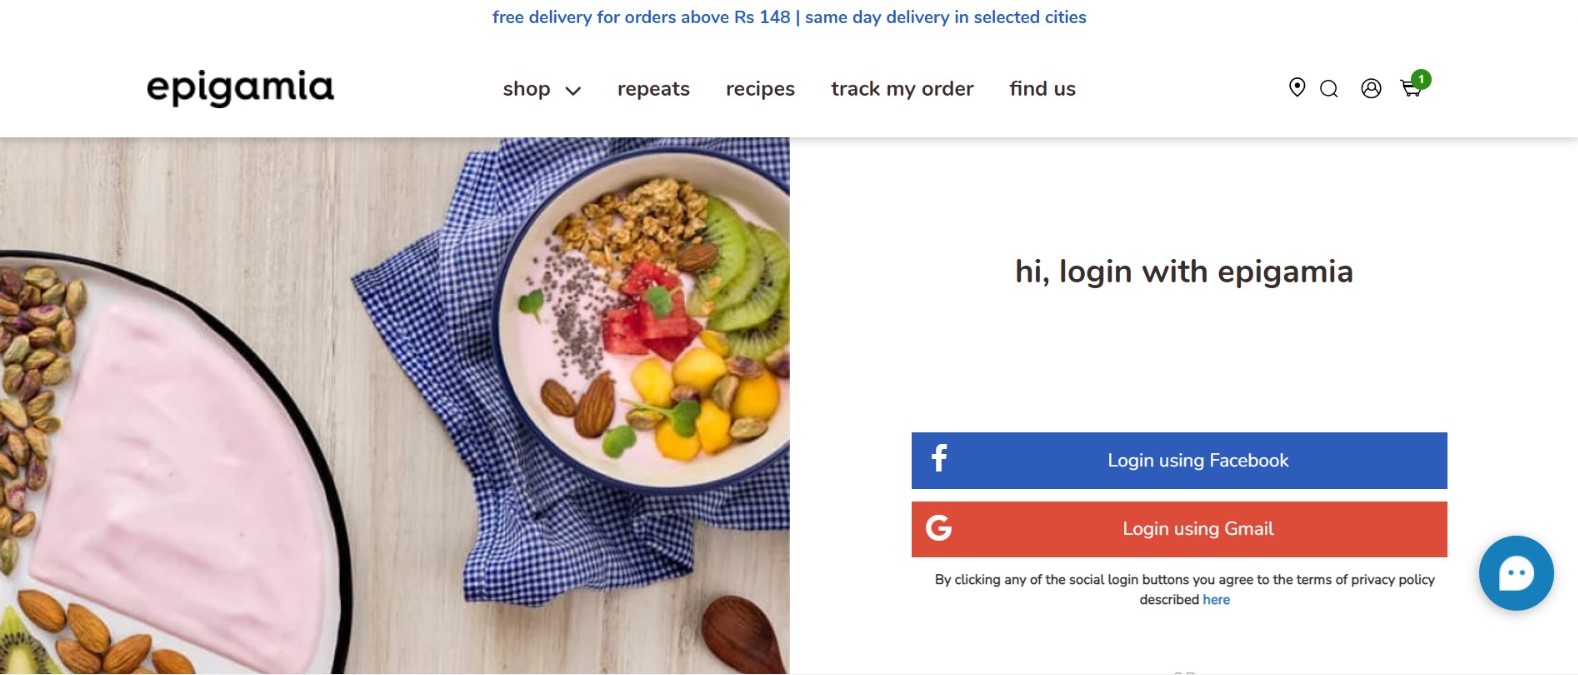 free delivery for orders above Rs 148 | same day delivery in selected cities
epigamia
shop
repeats
recipes
track my order
find us
1
hi, login with epigamia
Login using Facebook
Login using Gmail
By clicking any of the social login buttons you agree to the terms of privacy policy
described here